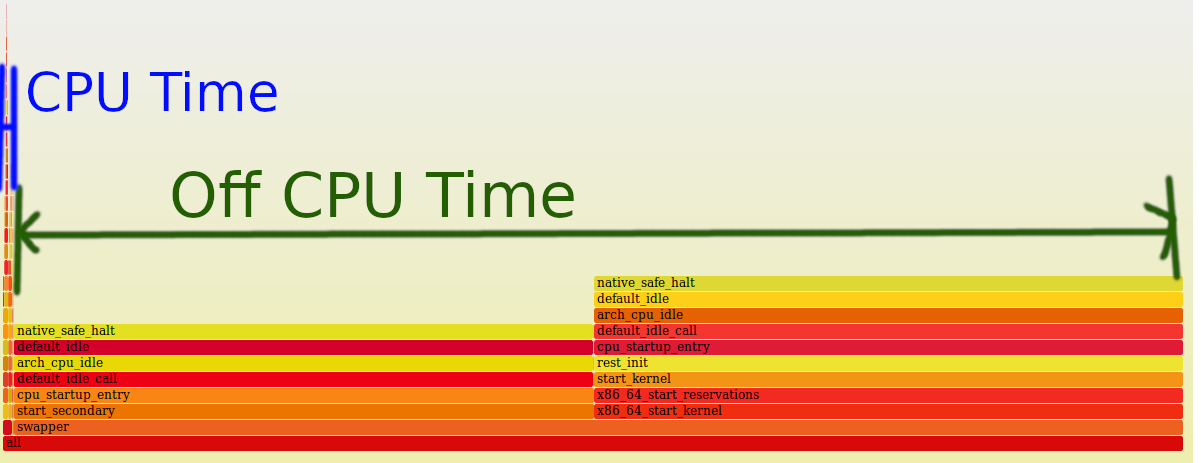 CPU Time
Off CPU Time
native_safe_halt
default_idle
arch_cpu_idle
native_safe_halt default_idle_call
default_idle cpu_startup_entry
arch_cpu_idle rest_init
default_idle_call start_kernel
cpu_startup_entry x86_64_start_reservations
start_secondary x86_64_start_kernel
swapper
all